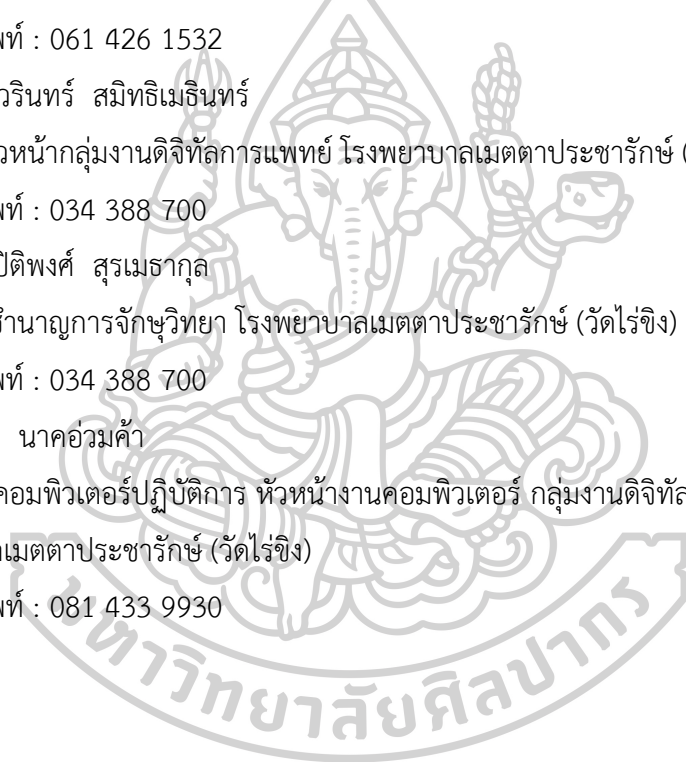 พท์ : 061 426 1532
วรินทร์ สมิทธิเมธินทร์
วหน้ากลุ่มงานดิจิทัลการแพทย์ โรงพยาบาลเมตตาประชารักษ์ (
พท์ : 034 388 700
ปิติพงศ์ สุรเมธากุล
ชำนาญการจักษุวิทยา โรงพยาบาลเมตตาประชารักษ์ (วัดไร่ขิง)
พท์ : 034 388 700
นาคอ่วมค้า
คอมพิวเตอร์ปฏิบัติการ หัวหน้างานคอมพิวเตอร์ กลุ่มงานดิจิทัล
เมตตาประชารักษ์ (วัดไร่ขิง)
พท์ : 081 433 9930
มหาวิทยาลัยศิลปากร